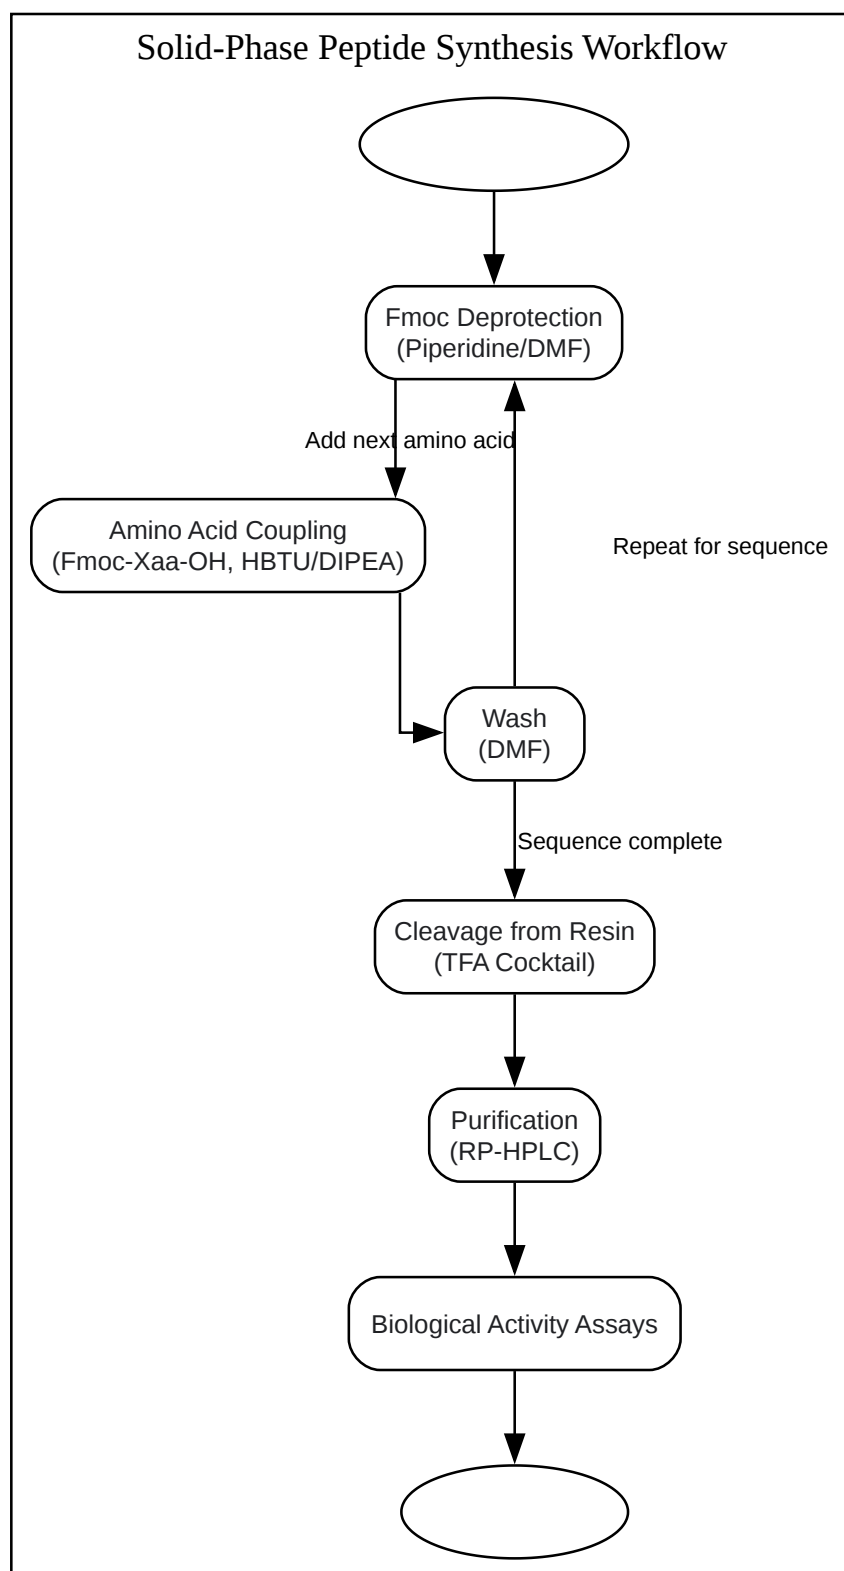 Solid-Phase Peptide Synthesis Workflow
Fmoc Deprotection
(Piperidine/DMF)
Add next amino acid
Amino Acid Coupling
(Fmoc-Xaa-OH, HBTU/DIPEA)
Repeat for sequence
Wash
(DMF)
Sequence complete
Cleavage from Resin
(TFA Cocktail)
Purification
(RP-HPLC)
Biological Activity Assays